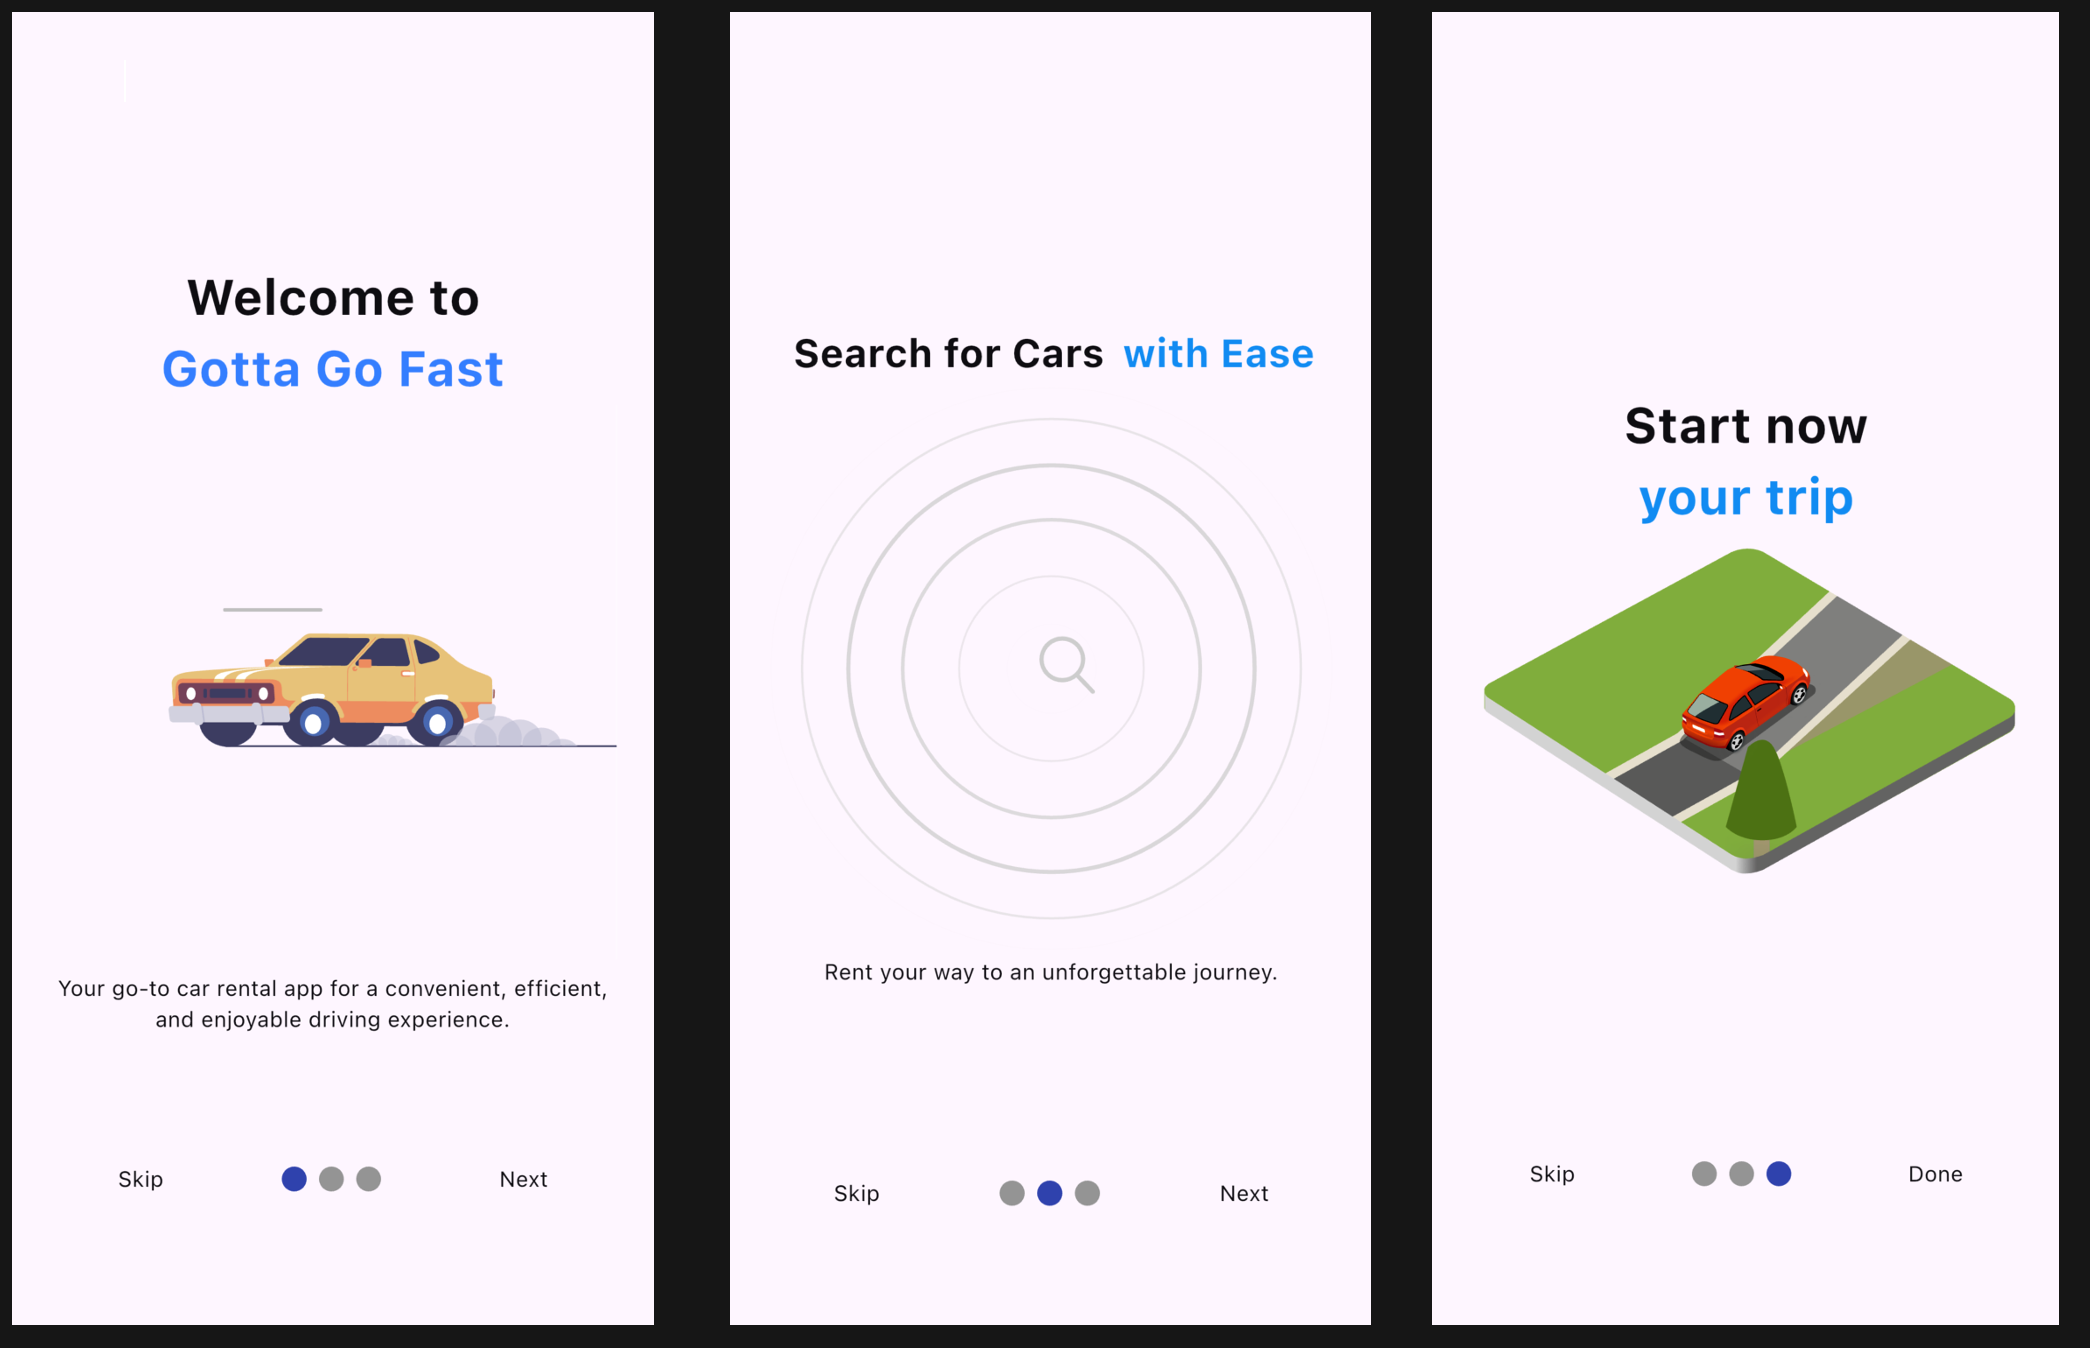 Welcome to
Gotta Go Fast
Your go-to car rental app for a convenient, efficient,
and enjoyable driving experience.
Skip
Next
Search for Cars with Ease
Rent your way to an unforgettable journey.
Skip
Next
Start now
your trip
Skip
Done